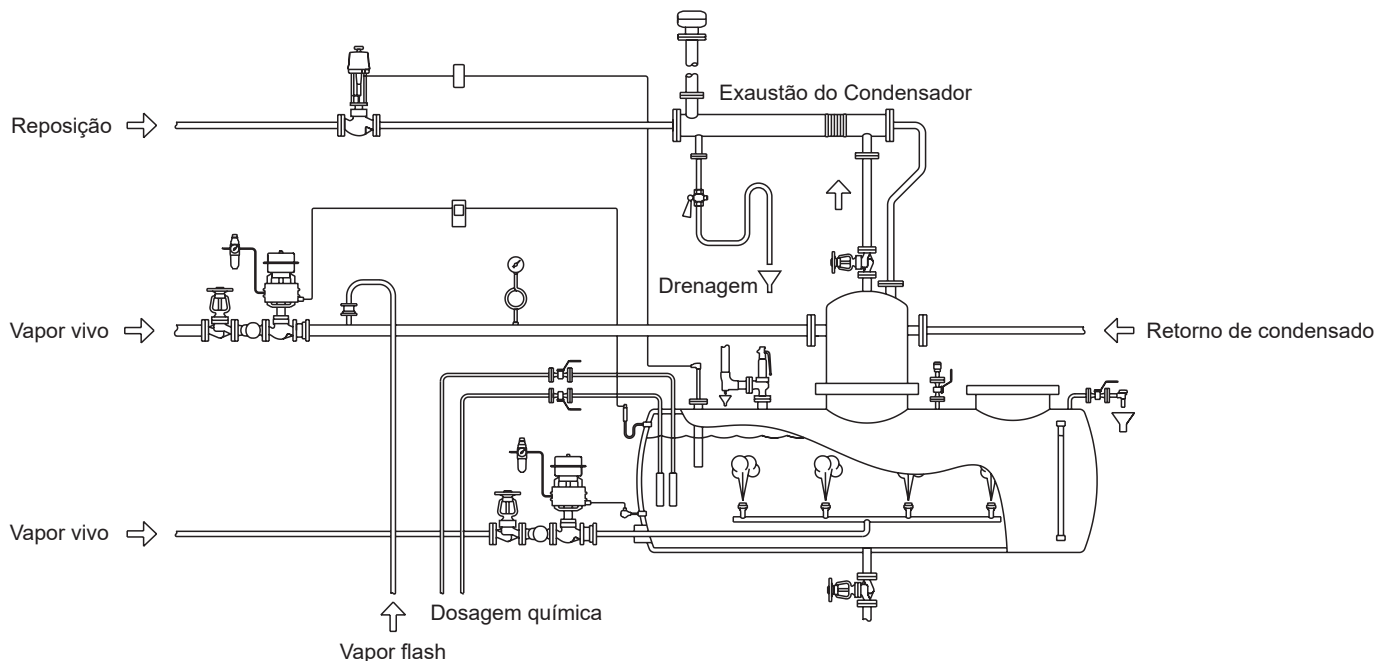 Exaustão do Condensador
Reposição
Drenagem
Vapor vivo
Retorno de condensado
Vapor vivo
Dosagem química
Vapor flash